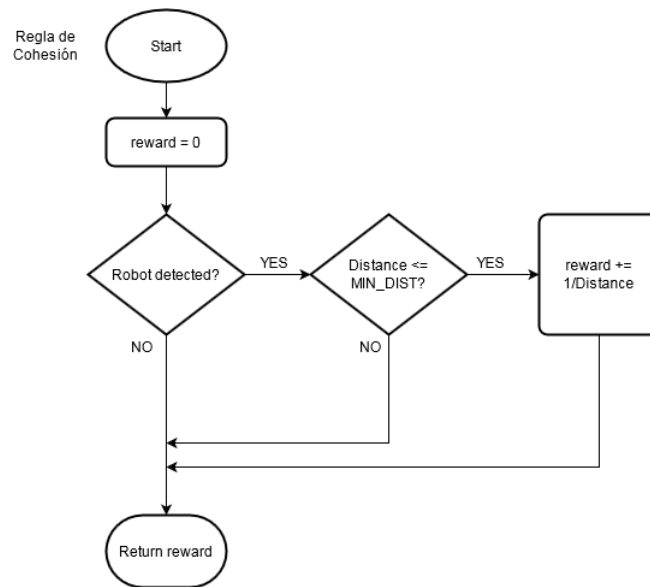 Regla de
Cohesión
Start
reward = 0
Robot detected?
YES
Distance <=
MIN_DIST?
YES
reward +=
1/Distance
NO
NO
Return reward